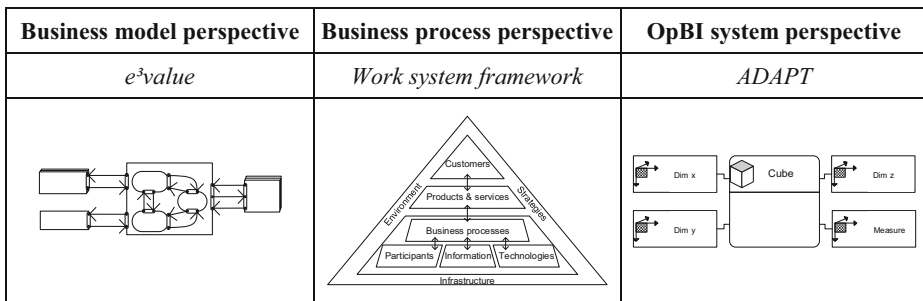 Business model perspective
Business process perspective
OpBI system perspective
e³value
Work system framework
ADAPT
Customers
Environment
Strategies
Products & services
Business processes
Participants
Information
Technologies
Infrastructure
Dim x
Cube
Dim z
Dim y
Measure